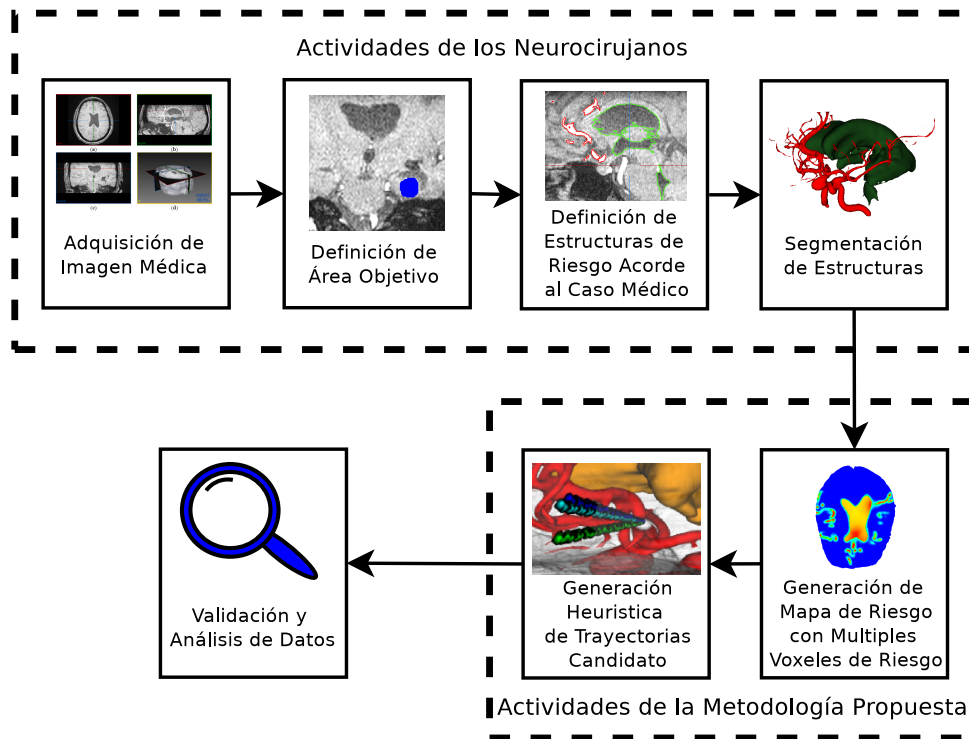 Actividades de los Neurocirujanos
(a)
(b)
(c)
(d)
Adquisición de
Imagen Médica
Definición de
Área Objetivo
Definición de
Estructuras de
Riesgo Acorde
al Caso Médico
Segmentación
de Estructuras
Validación y
Análisis de Datos
Generación
Heuristica
de Trayectorias
Candidato
Generación de
Mapa de Riesgo
con Multiples
Voxeles de Riesgo
Actividades de la Metodología Propuesta